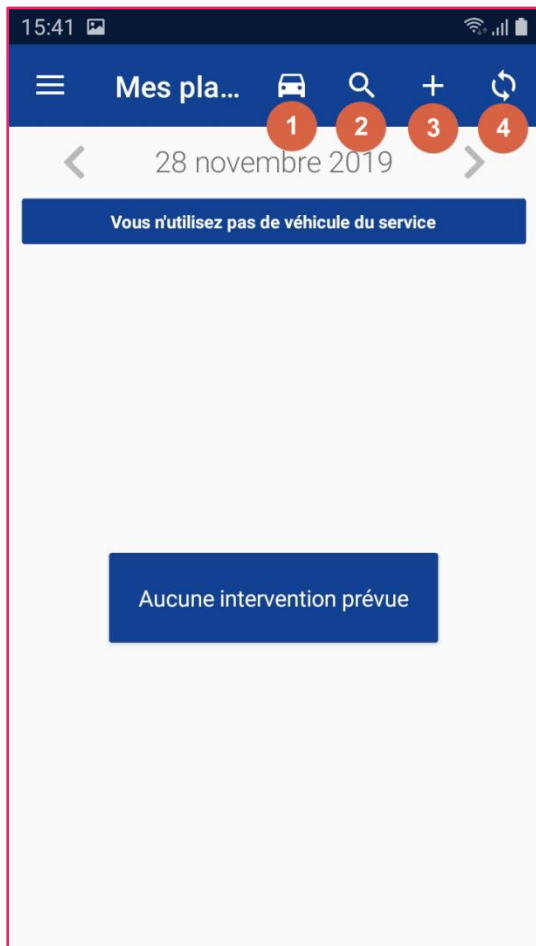 15:41
Mes pla...
1 2 3 4
28 novembre 2019
Vous n'utilisez pas de véhicule du service
Aucune intervention prévue